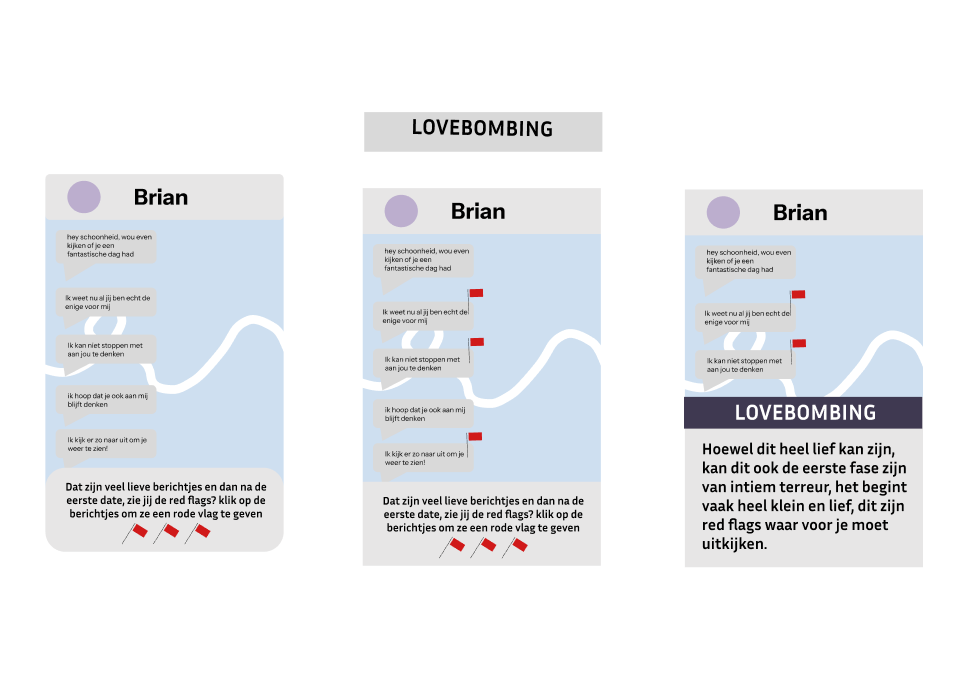 LOVEBOMBING
Brian
hey schoonheid, wou even
kijken of je een
fantastische dag had
Ik weet nu al jij ben echt de
enige voor mij
Ik kan niet stoppen met
aan jou te denken
ik hoop dat je ook aan mij
blijft denken
Ik kijk er zo naar uit om je
weer te zien!
Dat zijn veel lieve berichtjes en dan na de
eerste date, zie jij de red flags? klik op de
berichtjes om ze een rode vlag te geven
Brian
hey schoonheid, wou even
kijken of je een
fantastische dag had
Ik weet nu al jij ben echt de
enige voor mij
Ik kan niet stoppen met
aan jou te denken
ik hoop dat je ook aan mij
blijft denken
Ik kijk er zo naar uit om je
weer te zien!
Dat zijn veel lieve berichtjes en dan na de
eerste date, zie jij de red flags? klik op de
berichtjes om ze een rode vlag te geven
Brian
hey schoonheid, wou even
kijken of je een
fantastische dag had
Ik weet nu al jij ben echt de
enige voor mij
Ik kan niet stoppen met
aan jou te denken
LOVEBOMBING
Hoewel dit heel lief kan zijn,
kan dit ook de eerste fase zijn
van intiem terreur, het begint
vaak heel klein en lief, dit zijn
red flags waar voor je moet
uitkijken.